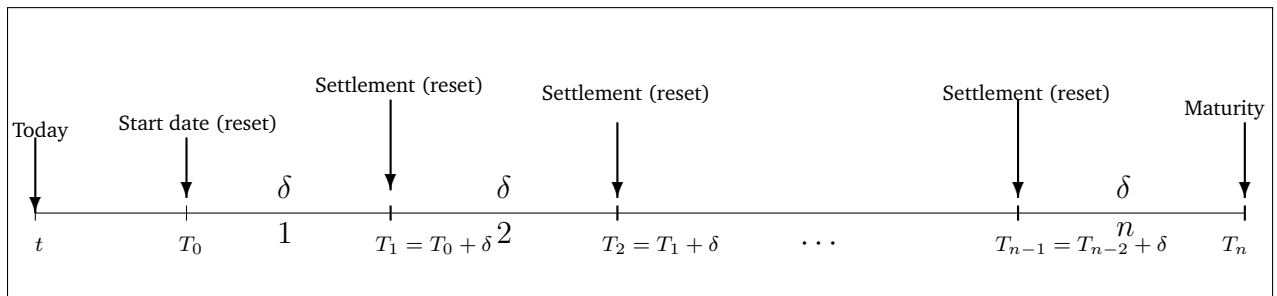 Settlement (reset)
Settlement (reset)
Settlement (reset)
Maturity
Today
Start date (reset)
δ
δ
δ
1
2
n
t
T_0
T_1 = T_0 + δ
T_2 = T_1 + δ
...
T_{n-1} = T_{n-2} + δ
T_n